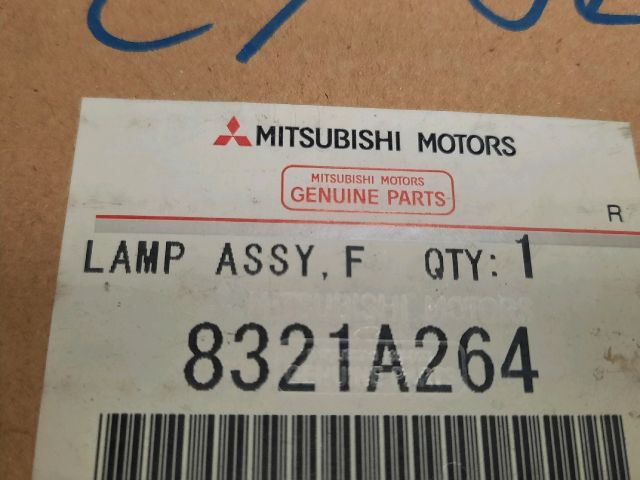 MITSUBISHI MOTORS
MITSUBISHI MOTORS
GENUINE PARTS
R
LAMP ASSY, F QTY: 1
8321A264